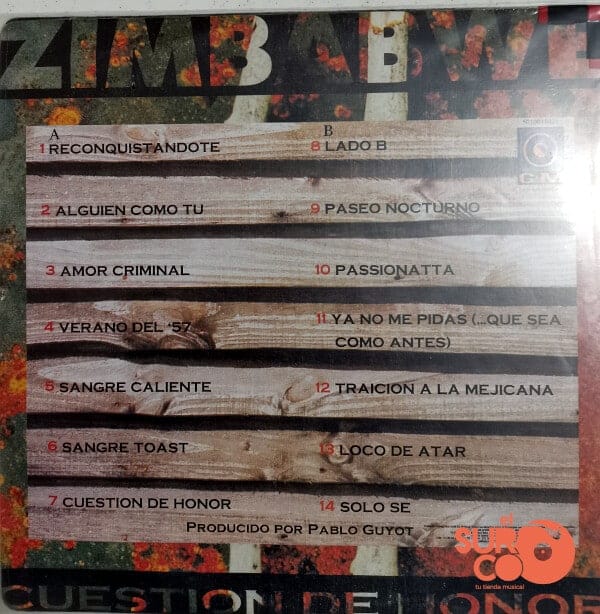 ZIMBABWE
A
1 RECONQUISTANDOTE
2 ALGUIEN COMO TU
3 AMOR CRIMINAL
4 VERANO DEL '57
5 SANGRE CALIENTE
6 SANGRE TOAST
7 CUESTION DE HONOR
B
8 LADO B
9 PASEO NOCTURNO
10 PASSIONATTA
11 YA NO ME PIDAS (...QUE SEA
COMO ANTES)
12 TRAICION A LA MEJICANA
13 LOCO DE ATAR
14 SOLO SE
PRODUCIDO POR PABLO GUYOT
CUESTION DE HONOR
el
SURCO
tu tienda musical